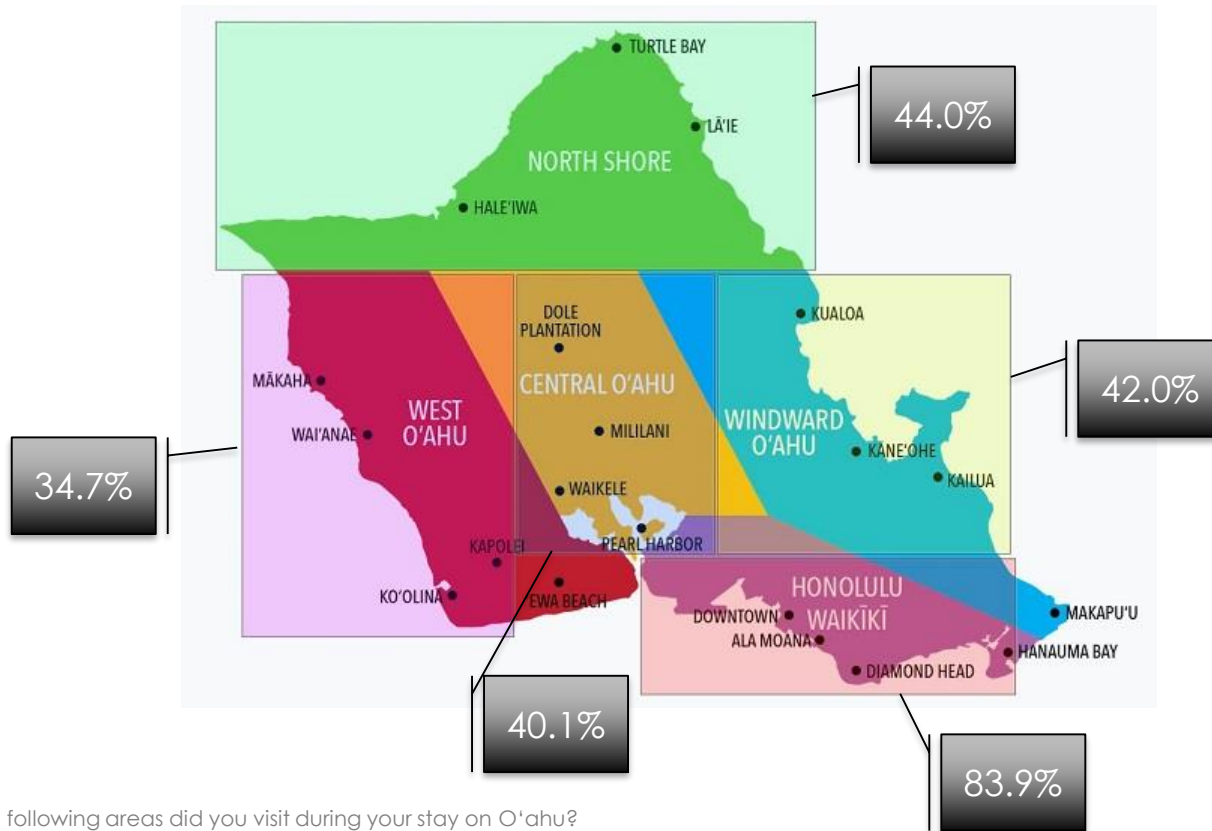 TURTLE BAY
44.0%
LĀ'IE
NORTH SHORE
HALE'IWA
KUALOA
DOLE
PLANTATION
42.0%
MĀKAHA
CENTRAL O'AHU
WEST
O'AHU
WINDWARD
O'AHU
WAI'ANAE
MILILANI
KĀNE'OHE
KAILUA
34.7%
WAIKELE
PEARL HARBOR
KAPOLEI
KO'OLINA
EWA BEACH
HONOLULU
WAIKĪKĪ
DOWNTOWN
MAKAPU'U
ALA MOANA
HANAUMA BAY
DIAMOND HEAD
40.1%
83.9%
following areas did you visit during your stay on O'ahu?